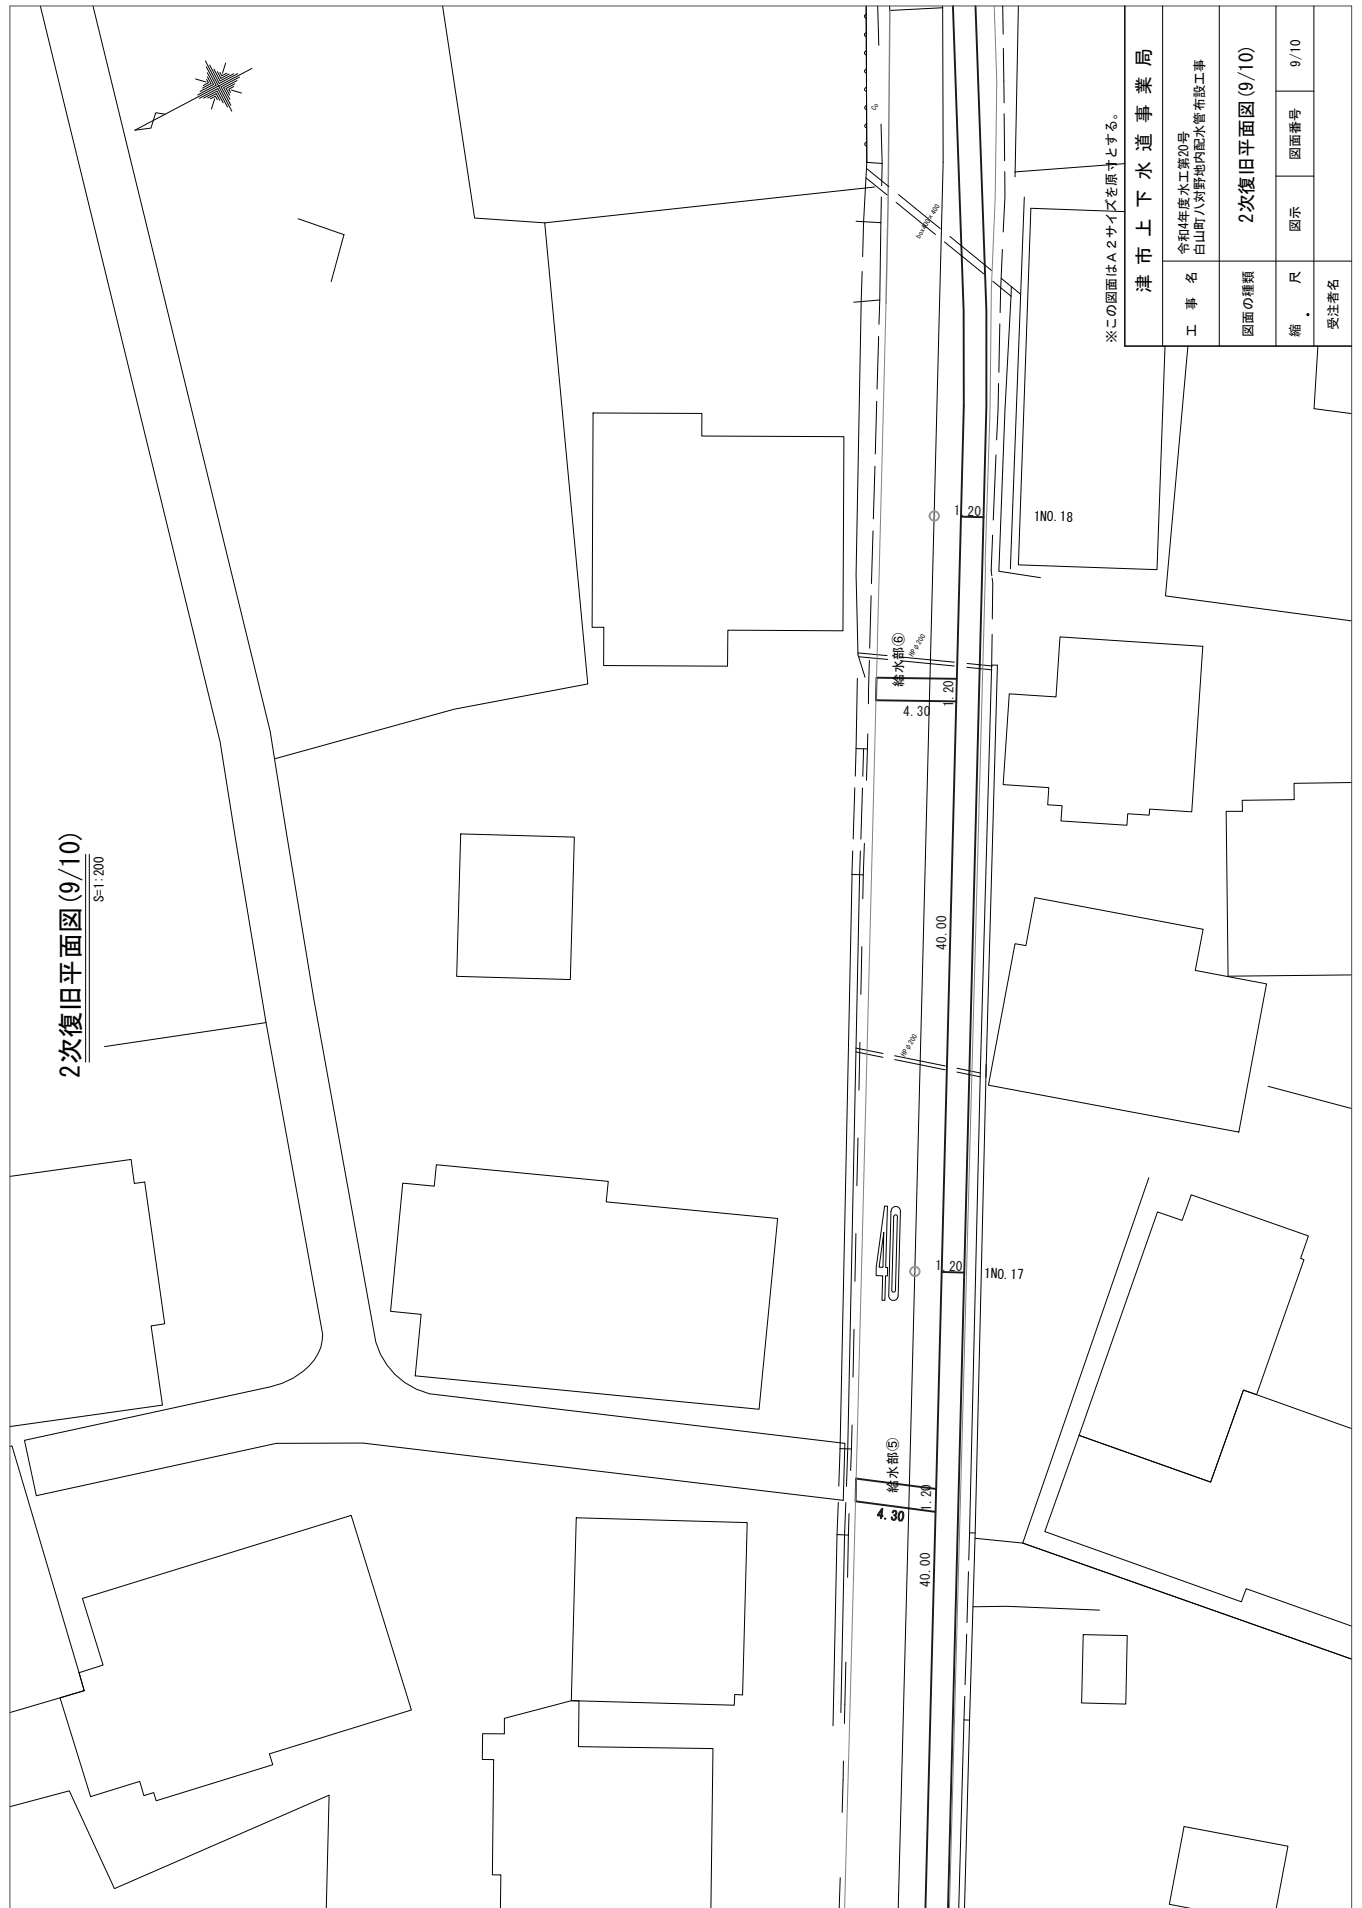 2次復旧平面図(9/10)
S=1:200
給水部⑤
4.30
1.20
40.00
1.20
1NO.17
HPφ200
40.00
給水部⑥
HPφ200
4.30
1.20
1.20
1NO.18
Co
※この図面はA2サイズを原寸とする。
津市上下水道事業局
工事名
令和4年度水工第20号
白山町八対野地内配水管布設工事
図面の種類
2次復旧平面図(9/10)
縮尺
図示
図面番号
9/10
受注者名